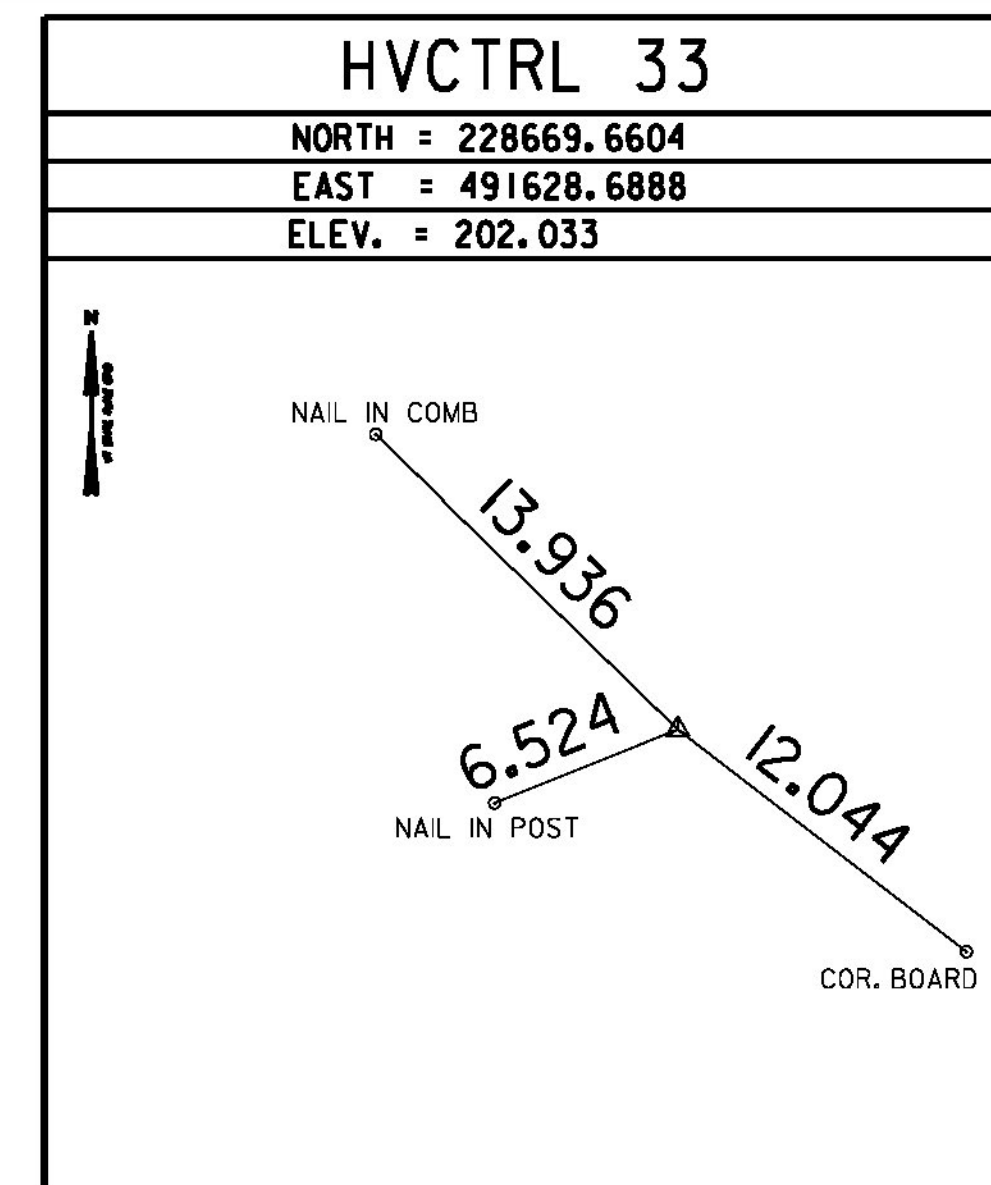 HVCTRL 33
NORTH = 228669.6604
EAST = 491628.6888
ELEV. = 202.033
N
NAIL IN COMB
13.936
6.524
12.044
NAIL IN POST
COR. BOARD